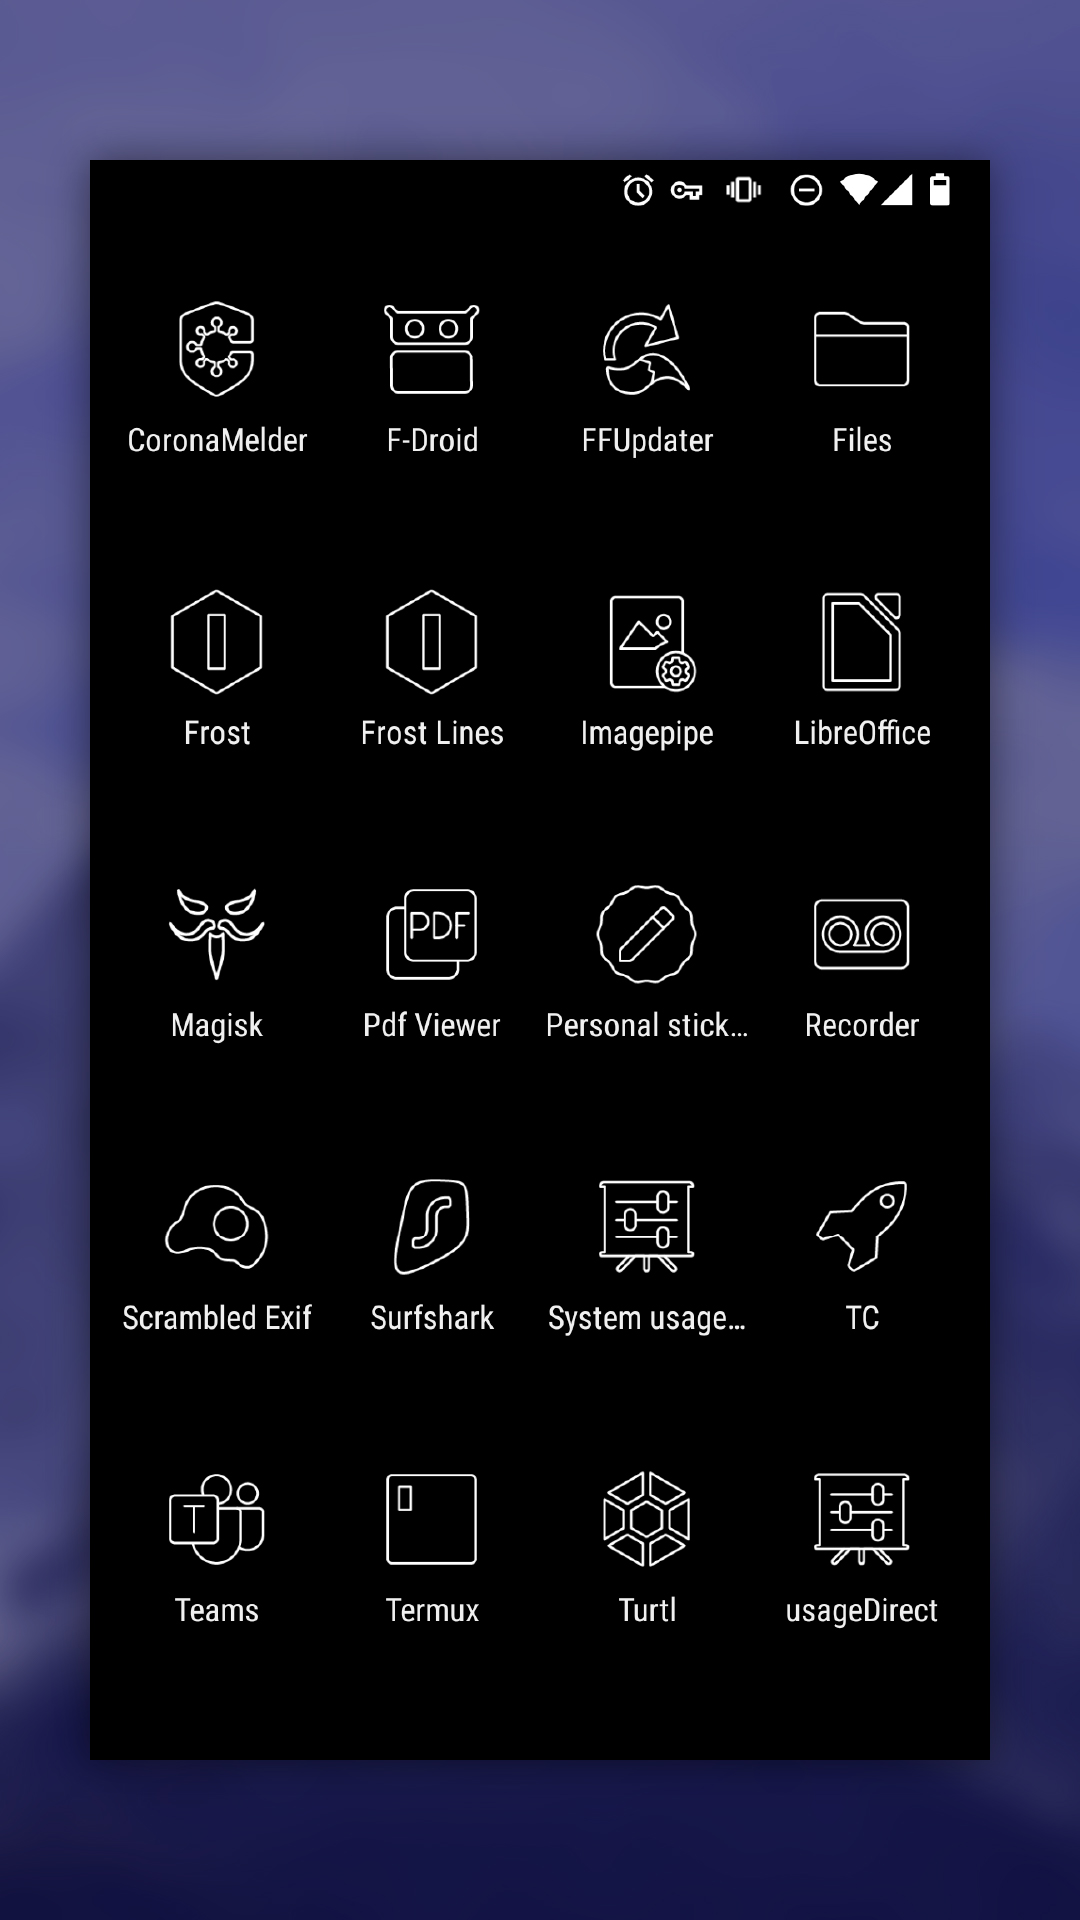 CoronaMelder F-Droid FFUpdater Files
Frost Frost Lines Imagepipe LibreOffice
PDF
Magisk Pdf Viewer Personal stick... Recorder
Scrambled Exif Surfshark System usage... TC
T
Teams Termux Turtl usageDirect